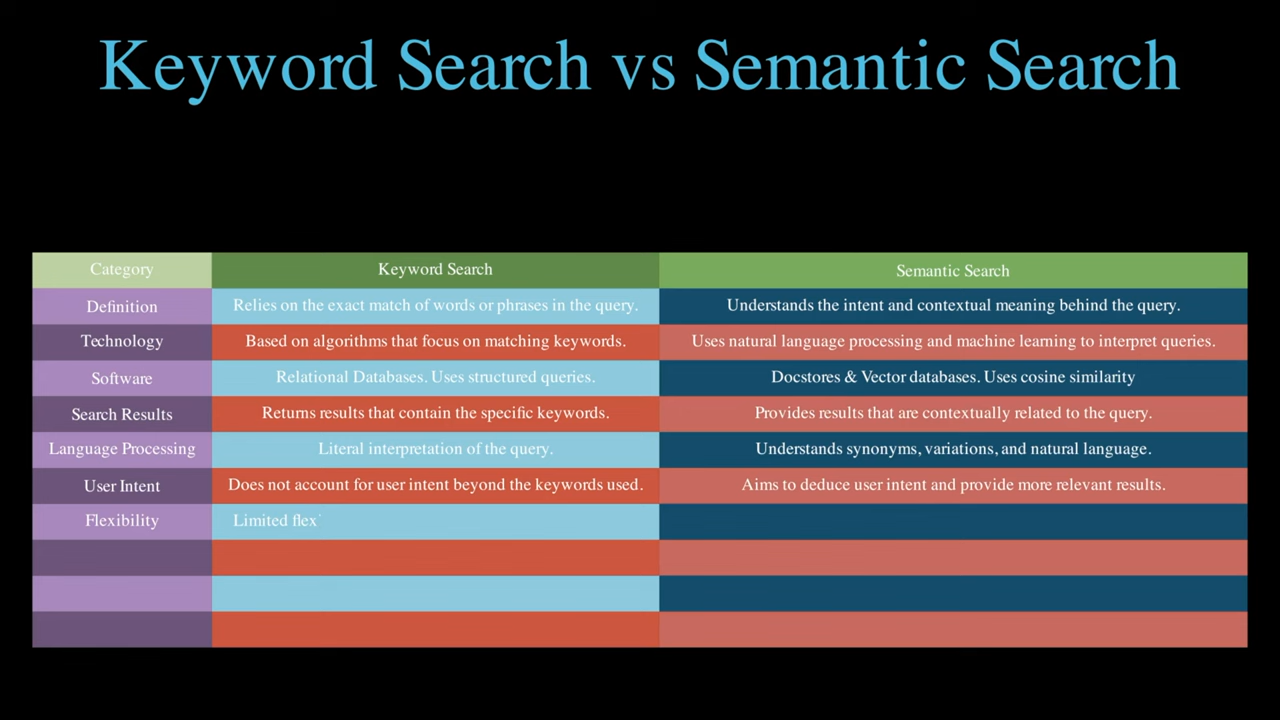 Keyword Search vs Semantic Search
Category Keyword Search Semantic Search
Definition Relies on the exact match of words or phrases in the query. Understands the intent and contextual meaning behind the query.
Technology Based on algorithms that focus on matching keywords. Uses natural language processing and machine learning to interpret queries.
Software Relational Databases. Uses structured queries. Docstores & Vector databases. Uses cosine similarity
Search Results Returns results that contain the specific keywords. Provides results that are contextually related to the query.
Language Processing Literal interpretation of the query. Understands synonyms, variations, and natural language.
User Intent Does not account for user intent beyond the keywords used. Aims to deduce user intent and provide more relevant results.
Flexibility Limited flex